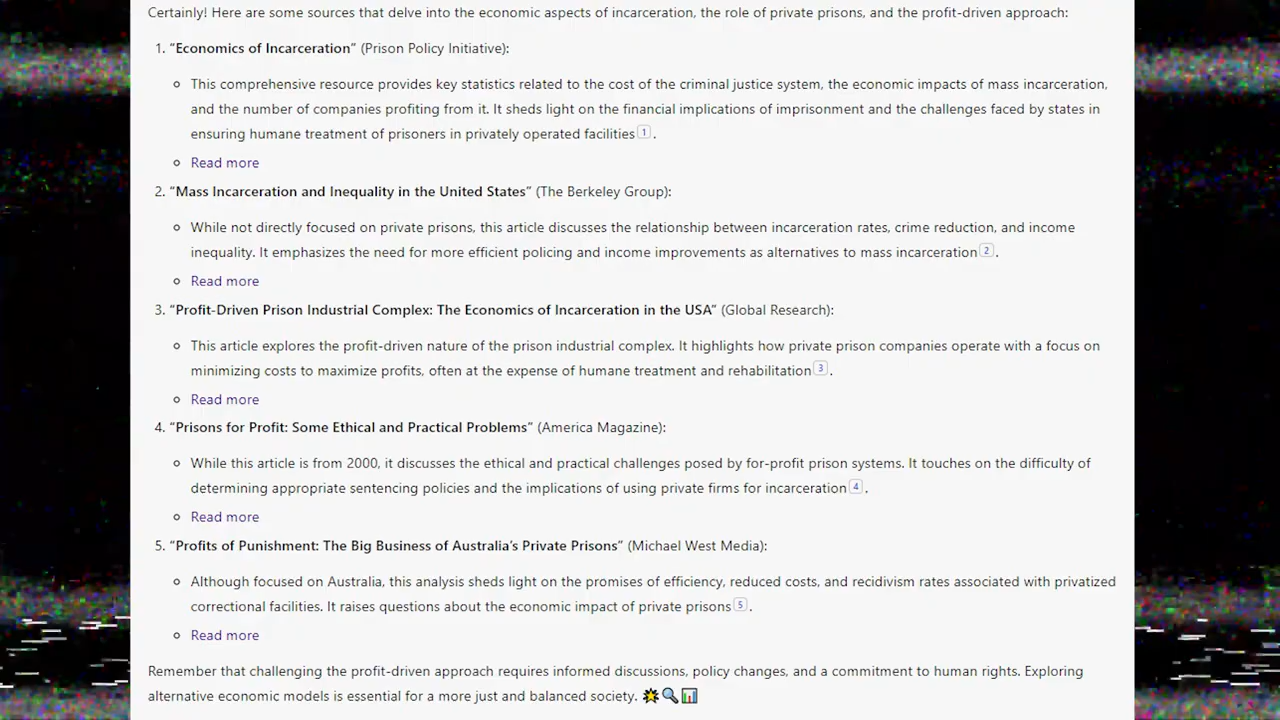 Certainly! Here are some sources that delve into the economic aspects of incarceration, the role of private prisons, and the profit-driven approach:
1. “Economics of Incarceration” (Prison Policy Initiative):
This comprehensive resource provides key statistics related to the cost of the criminal justice system, the economic impacts of mass incarceration,
and the number of companies profiting from it. It sheds light on the financial implications of imprisonment and the challenges faced by states in
ensuring humane treatment of prisoners in privately operated facilities 1 .
Read more
2. “Mass Incarceration and Inequality in the United States” (The Berkeley Group):
While not directly focused on private prisons, this article discusses the relationship between incarceration rates, crime reduction, and income
inequality. It emphasizes the need for more efficient policing and income improvements as alternatives to mass incarceration 2 .
Read more
3. “Profit-Driven Prison Industrial Complex: The Economics of Incarceration in the USA” (Global Research):
This article explores the profit-driven nature of the prison industrial complex. It highlights how private prison companies operate with a focus on
minimizing costs to maximize profits, often at the expense of humane treatment and rehabilitation 3 .
Read more
4. “Prisons for Profit: Some Ethical and Practical Problems” (America Magazine):
While this article is from 2000, it discusses the ethical and practical challenges posed by for-profit prison systems. It touches on the difficulty of
determining appropriate sentencing policies and the implications of using private firms for incarceration 4 .
Read more
5. “Profits of Punishment: The Big Business of Australia’s Private Prisons” (Michael West Media):
Although focused on Australia, this analysis sheds light on the promises of efficiency, reduced costs, and recidivism rates associated with privatized
correctional facilities. It raises questions about the economic impact of private prisons 5 .
Read more
Remember that challenging the profit-driven approach requires informed discussions, policy changes, and a commitment to human rights. Exploring
alternative economic models is essential for a more just and balanced society.